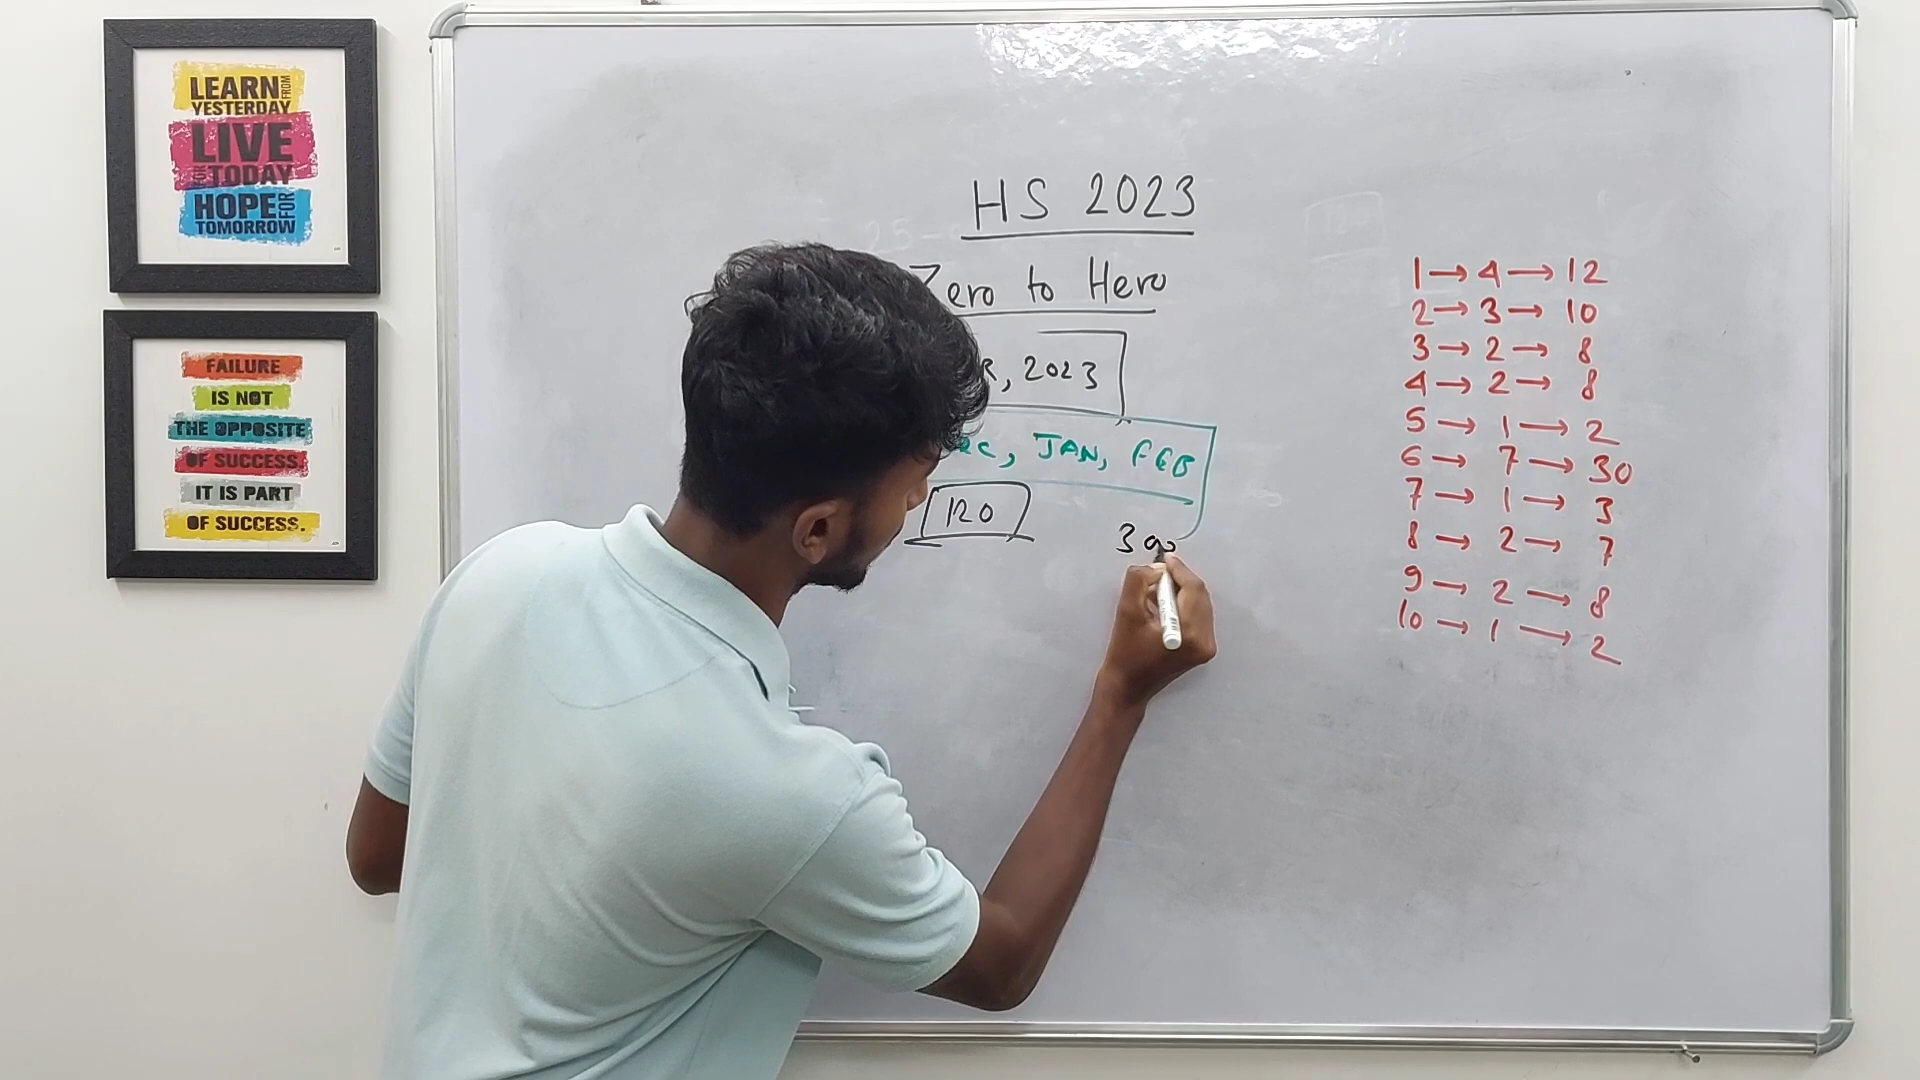 LEARN FROM
YESTERDAY
LIVE
FOR TODAY
HOPE FOR
TOMORROW
FAILURE
IS NOT
THE OPPOSITE
OF SUCCESS.
IT IS PART
OF SUCCESS.
HS 2023
Zero to Hero
, 2023
, JAN, FEB
120
300
1 → 4 → 12
2 → 3 → 10
3 → 2 → 8
4 → 2 → 8
5 → 1 → 2
6 → 7 → 30
7 → 1 → 3
8 → 2 → 7
9 → 2 → 8
10 → 1 → 2